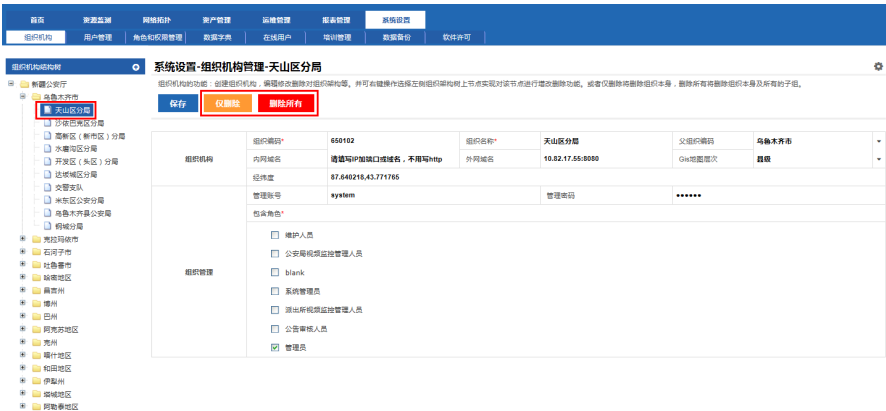 首页 资源监测 网络拓扑 资产管理 运维管理 报表管理 系统设置
组织机构 用户管理 角色和权限管理 数据字典 在线用户 培训管理 数据备份 软件许可
组织机构结构树
新疆公安厅
乌鲁木齐市
天山区分局
沙依巴克区分局
高新区（新市区）分局
水磨沟区分局
开发区（头区）分局
达坂城区分局
交警支队
米东区公安分局
乌鲁木齐县公安局
钢城分局
克拉玛依市
石河子市
吐鲁番市
哈密地区
昌吉州
博州
巴州
阿克苏地区
克州
喀什地区
和田地区
伊犁州
塔城地区
阿勒泰地区
系统设置-组织机构管理-天山区分局
组织机构的功能：创建组织机构，编辑修改删除对组织架构等。并可右键操作选择左侧组织架构树上节点实现对该节点进行增改删除功能。或者仅删除将删除组织本身，删除所有将删除组织本身及所有的子组。
保存 仅删除 删除所有
组织机构
组织编码* 650102 组织名称* 天山区分局 父组织编码 乌鲁木齐市
内网域名 请填写IP加端口或域名，不用写http 外网域名 10.82.17.55:8080 Gis地图层次 县级
经纬度 87.640218,43.771765
组织管理
管理账号 system 管理密码 ••••••
包含角色*
维护人员
公安局视频监控管理人员
blank
系统管理员
派出所视频监控管理人员
公告审核人员
管理员